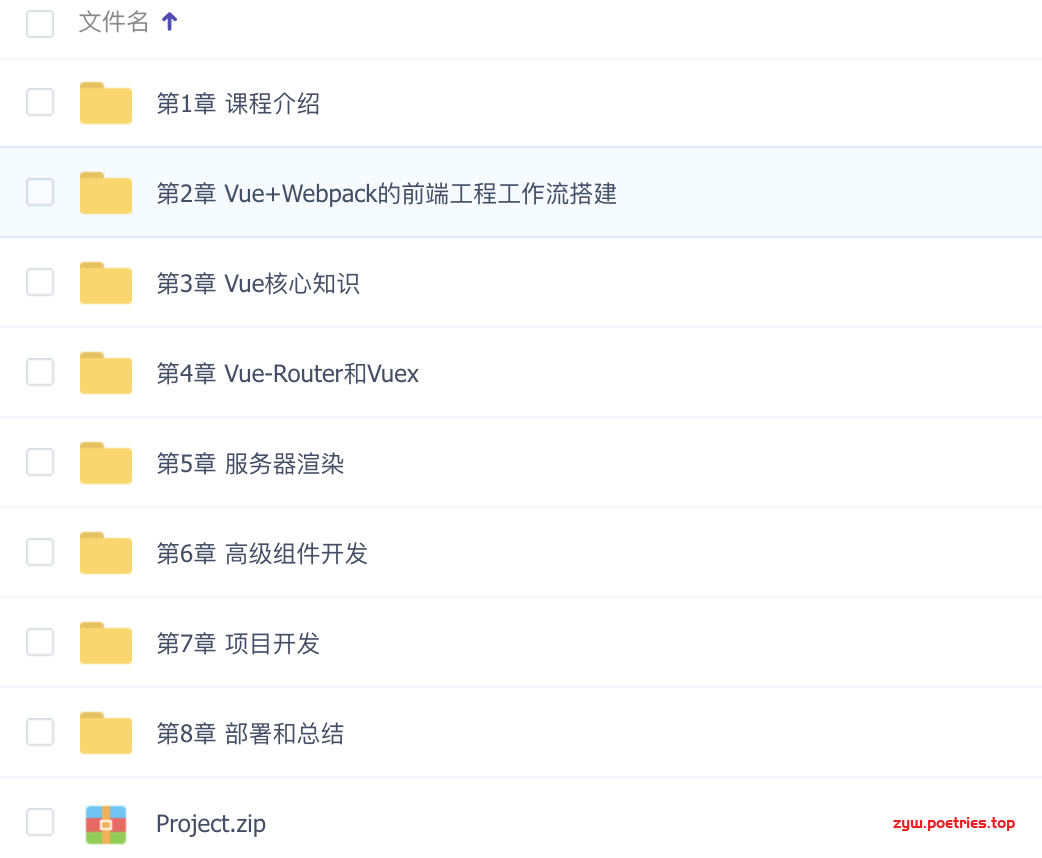 文件名
第1章 课程介绍
第2章 Vue+Webpack的前端工程工作流搭建
第3章 Vue核心知识
第4章 Vue-Router和Vuex
第5章 服务器渲染
第6章 高级组件开发
第7章 项目开发
第8章 部署和总结
Project.zip
zyw.poetries.top